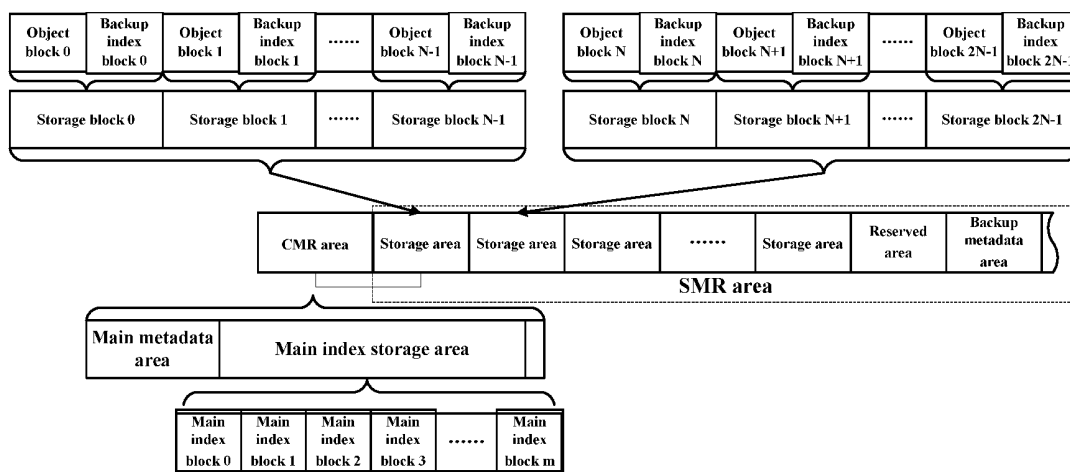 Object block 0
Backup index block 0
Object block 1
Backup index block 1
······
Object block N-1
Backup index block N-1
Object block N
Backup index block N
Object block N+1
Backup index block N+1
······
Object block 2N-1
Backup index block 2N-1
Storage block 0
Storage block 1
······
Storage block N-1
Storage block N
Storage block N+1
······
Storage block 2N-1
CMR area
Storage area
Storage area
Storage area
······
Storage area
Reserved area
Backup metadata area
SMR area
Main metadata area
Main index storage area
Main index block 0
Main index block 1
Main index block 2
Main index block 3
······
Main index block m